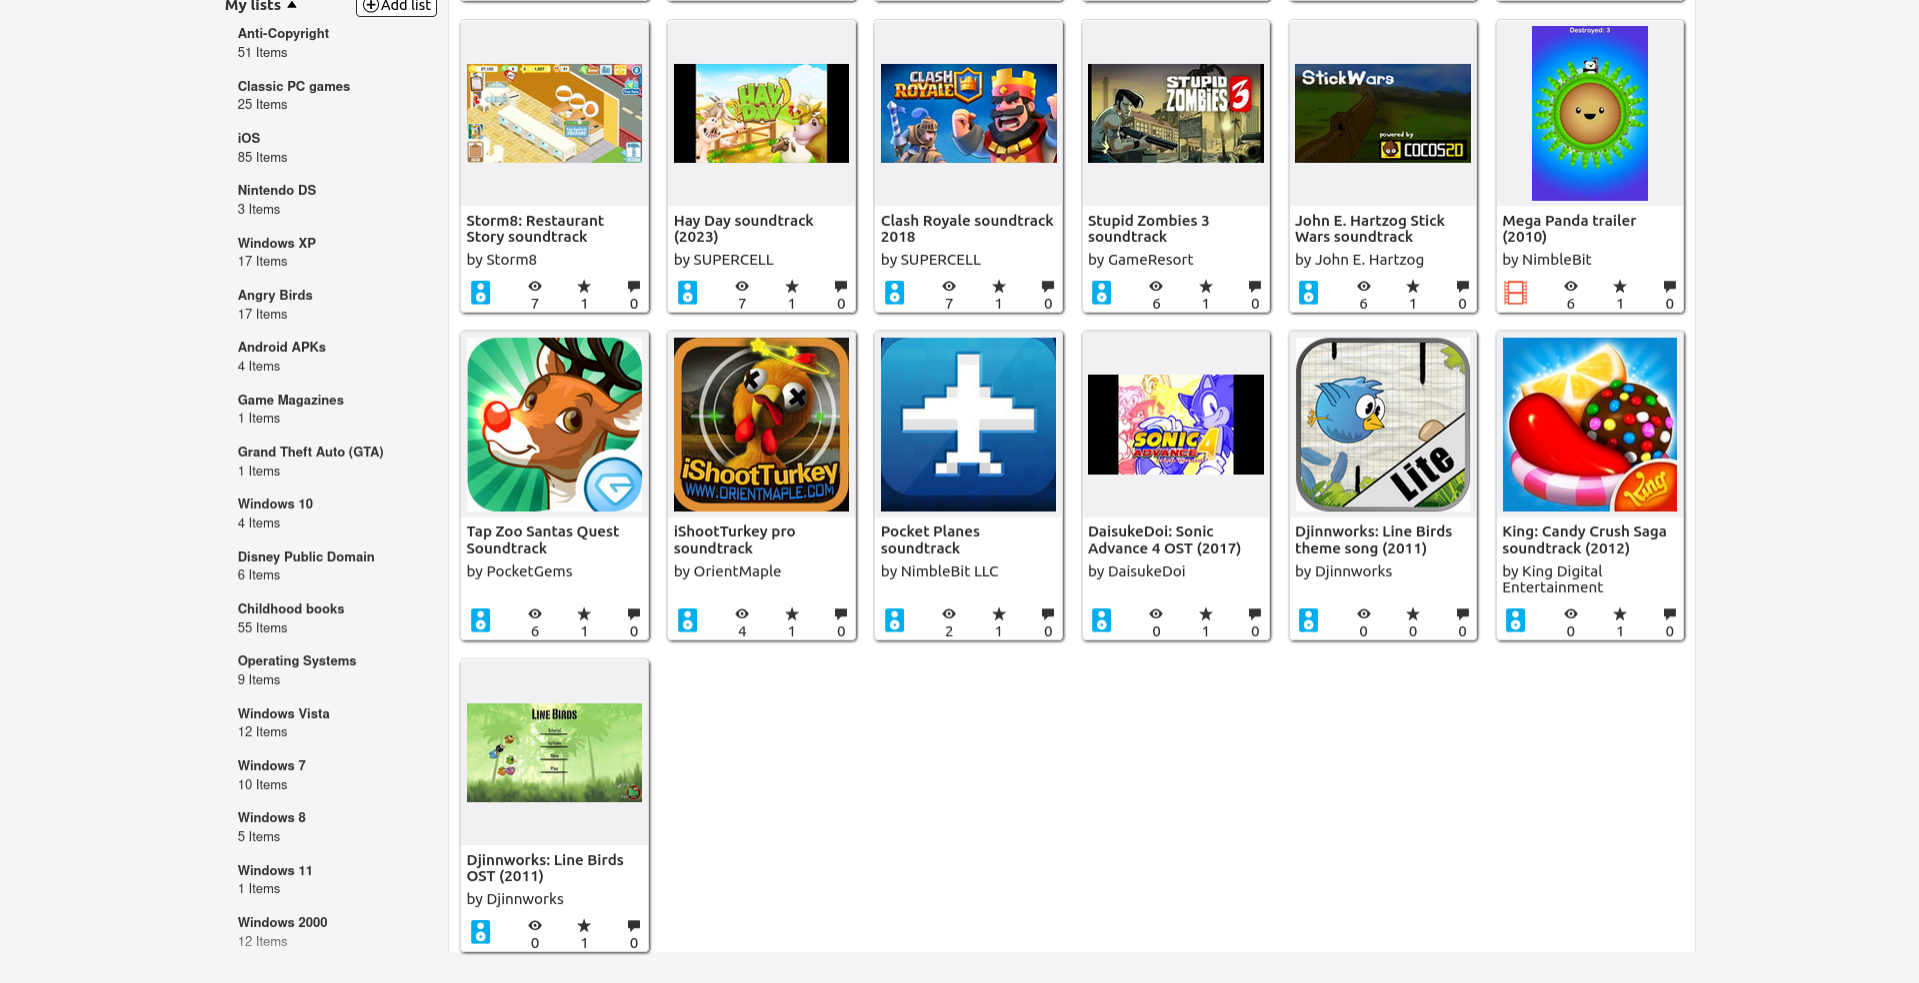 My lists
Add list
Anti-Copyright
51 Items
Classic PC games
25 Items
iOS
85 Items
Nintendo DS
3 Items
Windows XP
17 Items
Angry Birds
17 Items
Android APKs
4 Items
Game Magazines
1 Items
Grand Theft Auto (GTA)
1 Items
Windows 10
4 Items
Disney Public Domain
6 Items
Childhood books
55 Items
Operating Systems
9 Items
Windows Vista
12 Items
Windows 7
10 Items
Windows 8
5 Items
Windows 11
1 Items
Windows 2000
12 Items
Storm8: Restaurant
Story soundtrack
by Storm8
7 1 0
HAY
DAY
Hay Day soundtrack
(2023)
by SUPERCELL
7 1 0
CLASH
ROYALE
Clash Royale soundtrack
2018
by SUPERCELL
7 1 0
STUPID
ZOMBIES 3
Stupid Zombies 3
soundtrack
by GameResort
6 1 0
StickWars
powered by
COCOS2D
John E. Hartzog Stick
Wars soundtrack
by John E. Hartzog
6 1 0
Destroyed: 3
Mega Panda trailer
(2010)
by NimbleBit
6 1 0
Tap Zoo Santas Quest
Soundtrack
by PocketGems
6 1 0
iShootTurkey
WWW.ORIENTMAPLE.COM
iShootTurkey pro
soundtrack
by OrientMaple
4 1 0
Pocket Planes
soundtrack
by NimbleBit LLC
2 1 0
SONIC
ADVANCE
DaisukeDoi: Sonic
Advance 4 OST (2017)
by DaisukeDoi
0 1 0
Lite
Djinnworks: Line Birds
theme song (2011)
by Djinnworks
0 0 0
King
King: Candy Crush Saga
soundtrack (2012)
by King Digital
Entertainment
0 1 0
LINE BIRDS
Djinnworks: Line Birds
OST (2011)
by Djinnworks
0 1 0